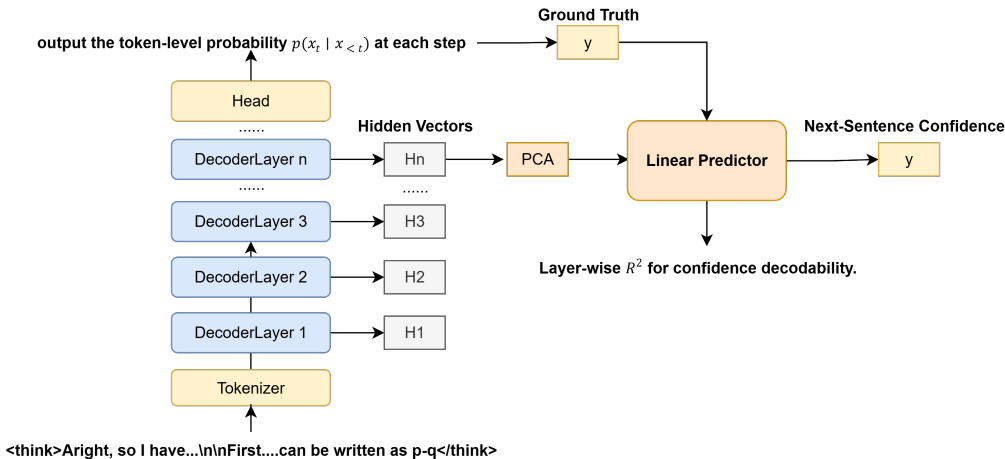 Ground Truth
output the token-level probability p(x_t | x_{<t}) at each step
y
Head
......
Hidden Vectors
Next-Sentence Confidence
DecoderLayer n
Hn
PCA
Linear Predictor
y
......
......
DecoderLayer 3
H3
DecoderLayer 2
H2
Layer-wise R² for confidence decodability.
DecoderLayer 1
H1
Tokenizer
<think>Aright, so I have...\n\nFirst....can be written as p-q</think>